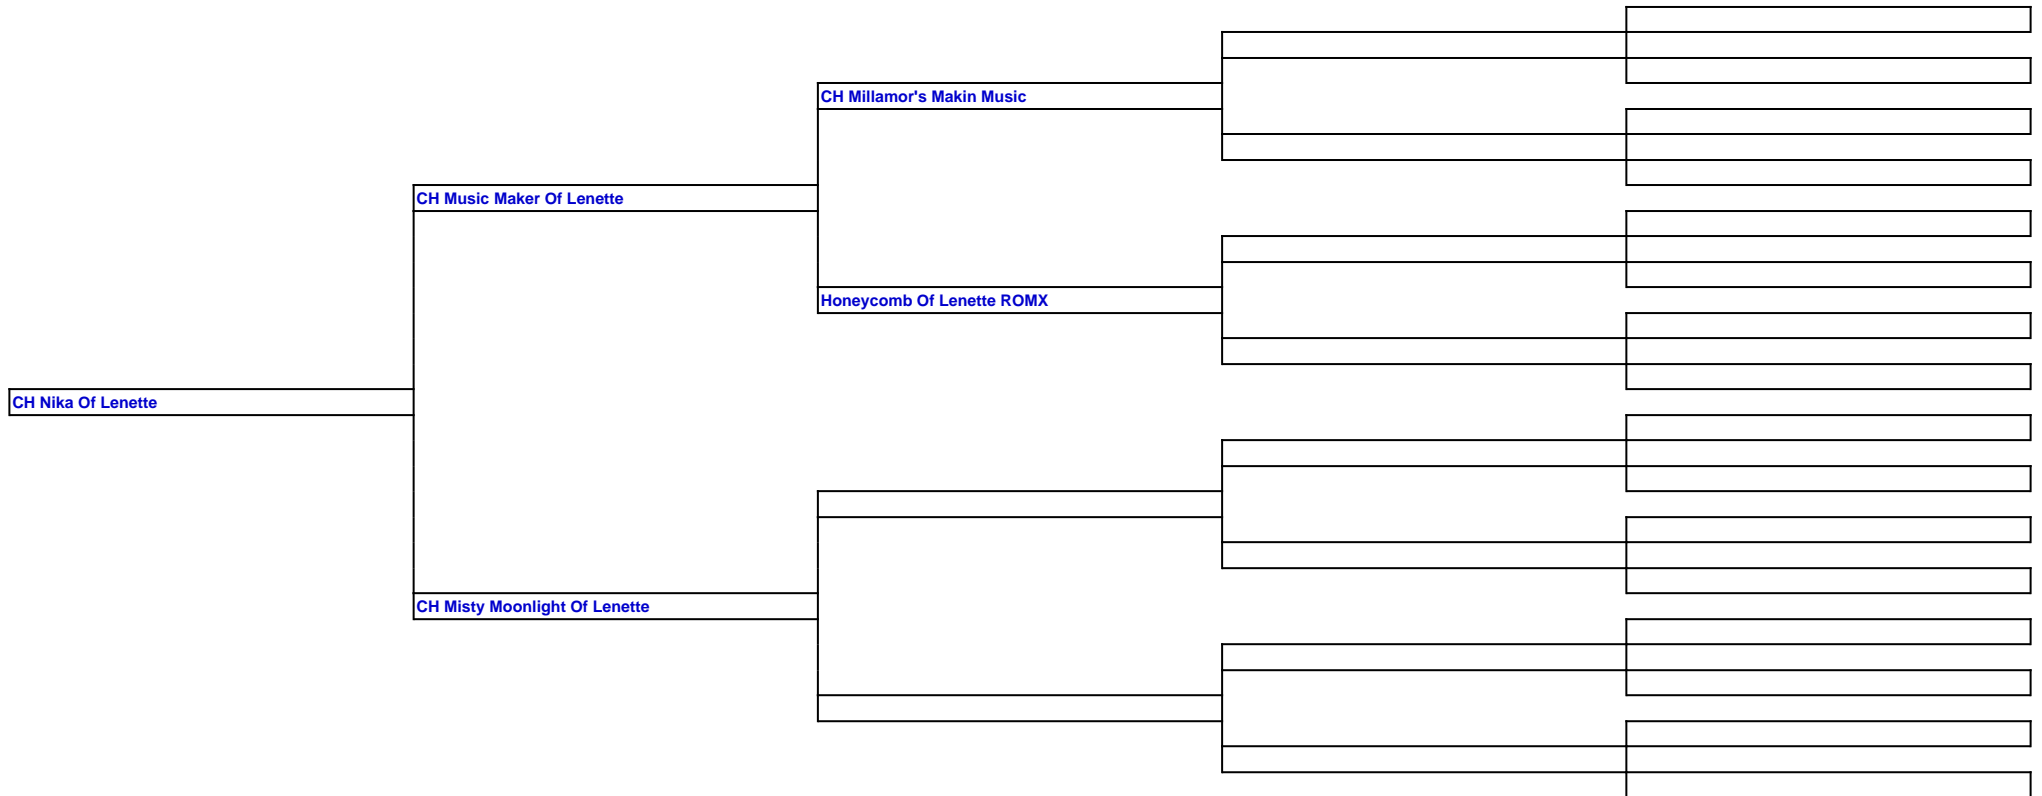 CH Millamor's Makin Music
CH Music Maker Of Lenette
Honeycomb Of Lenette ROMX
CH Nika Of Lenette
CH Misty Moonlight Of Lenette